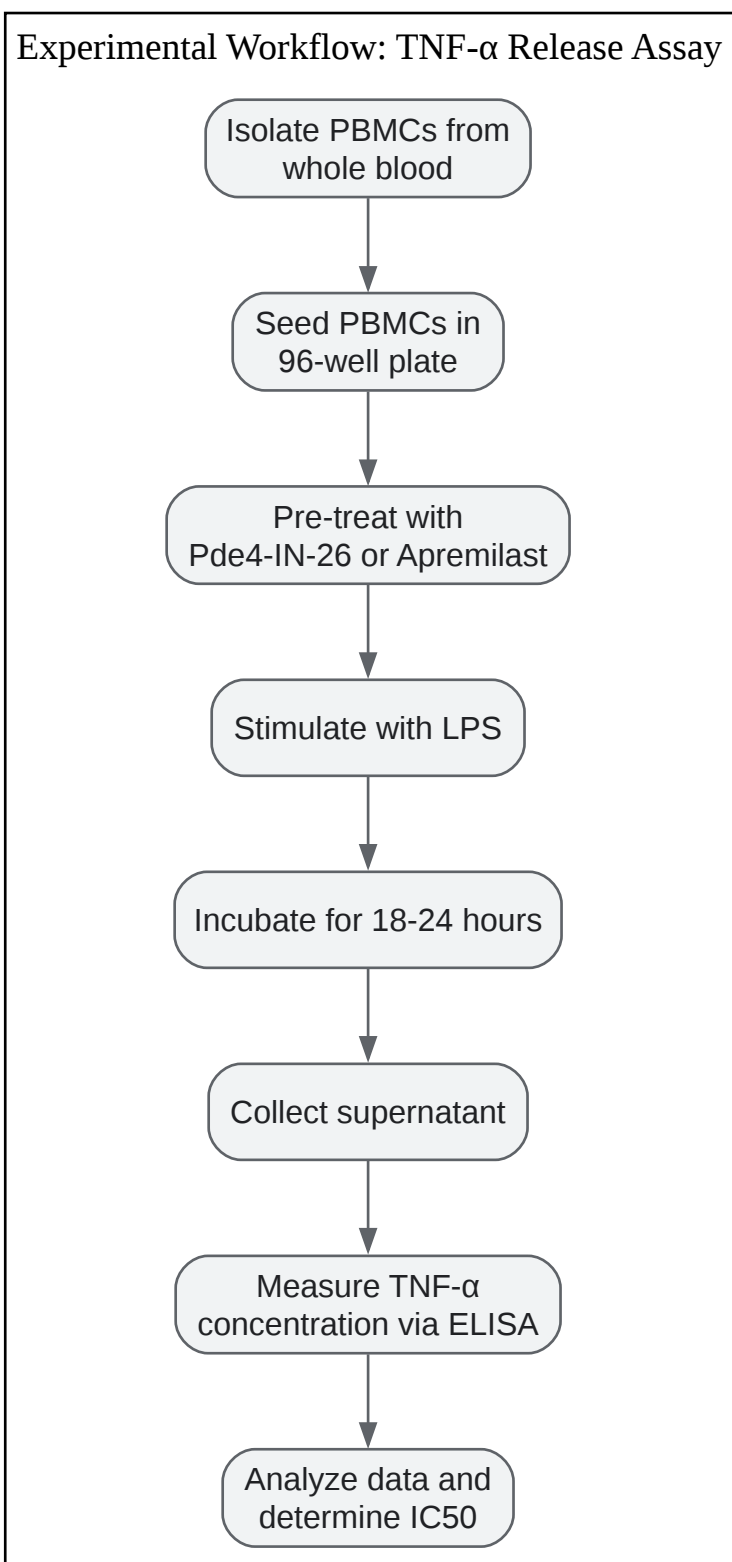 Experimental Workflow: TNF-α Release Assay
Isolate PBMCs from
whole blood
Seed PBMCs in
96-well plate
Pre-treat with
Pde4-IN-26 or Apremilast
Stimulate with LPS
Incubate for 18-24 hours
Collect supernatant
Measure TNF-α
concentration via ELISA
Analyze data and
determine IC50